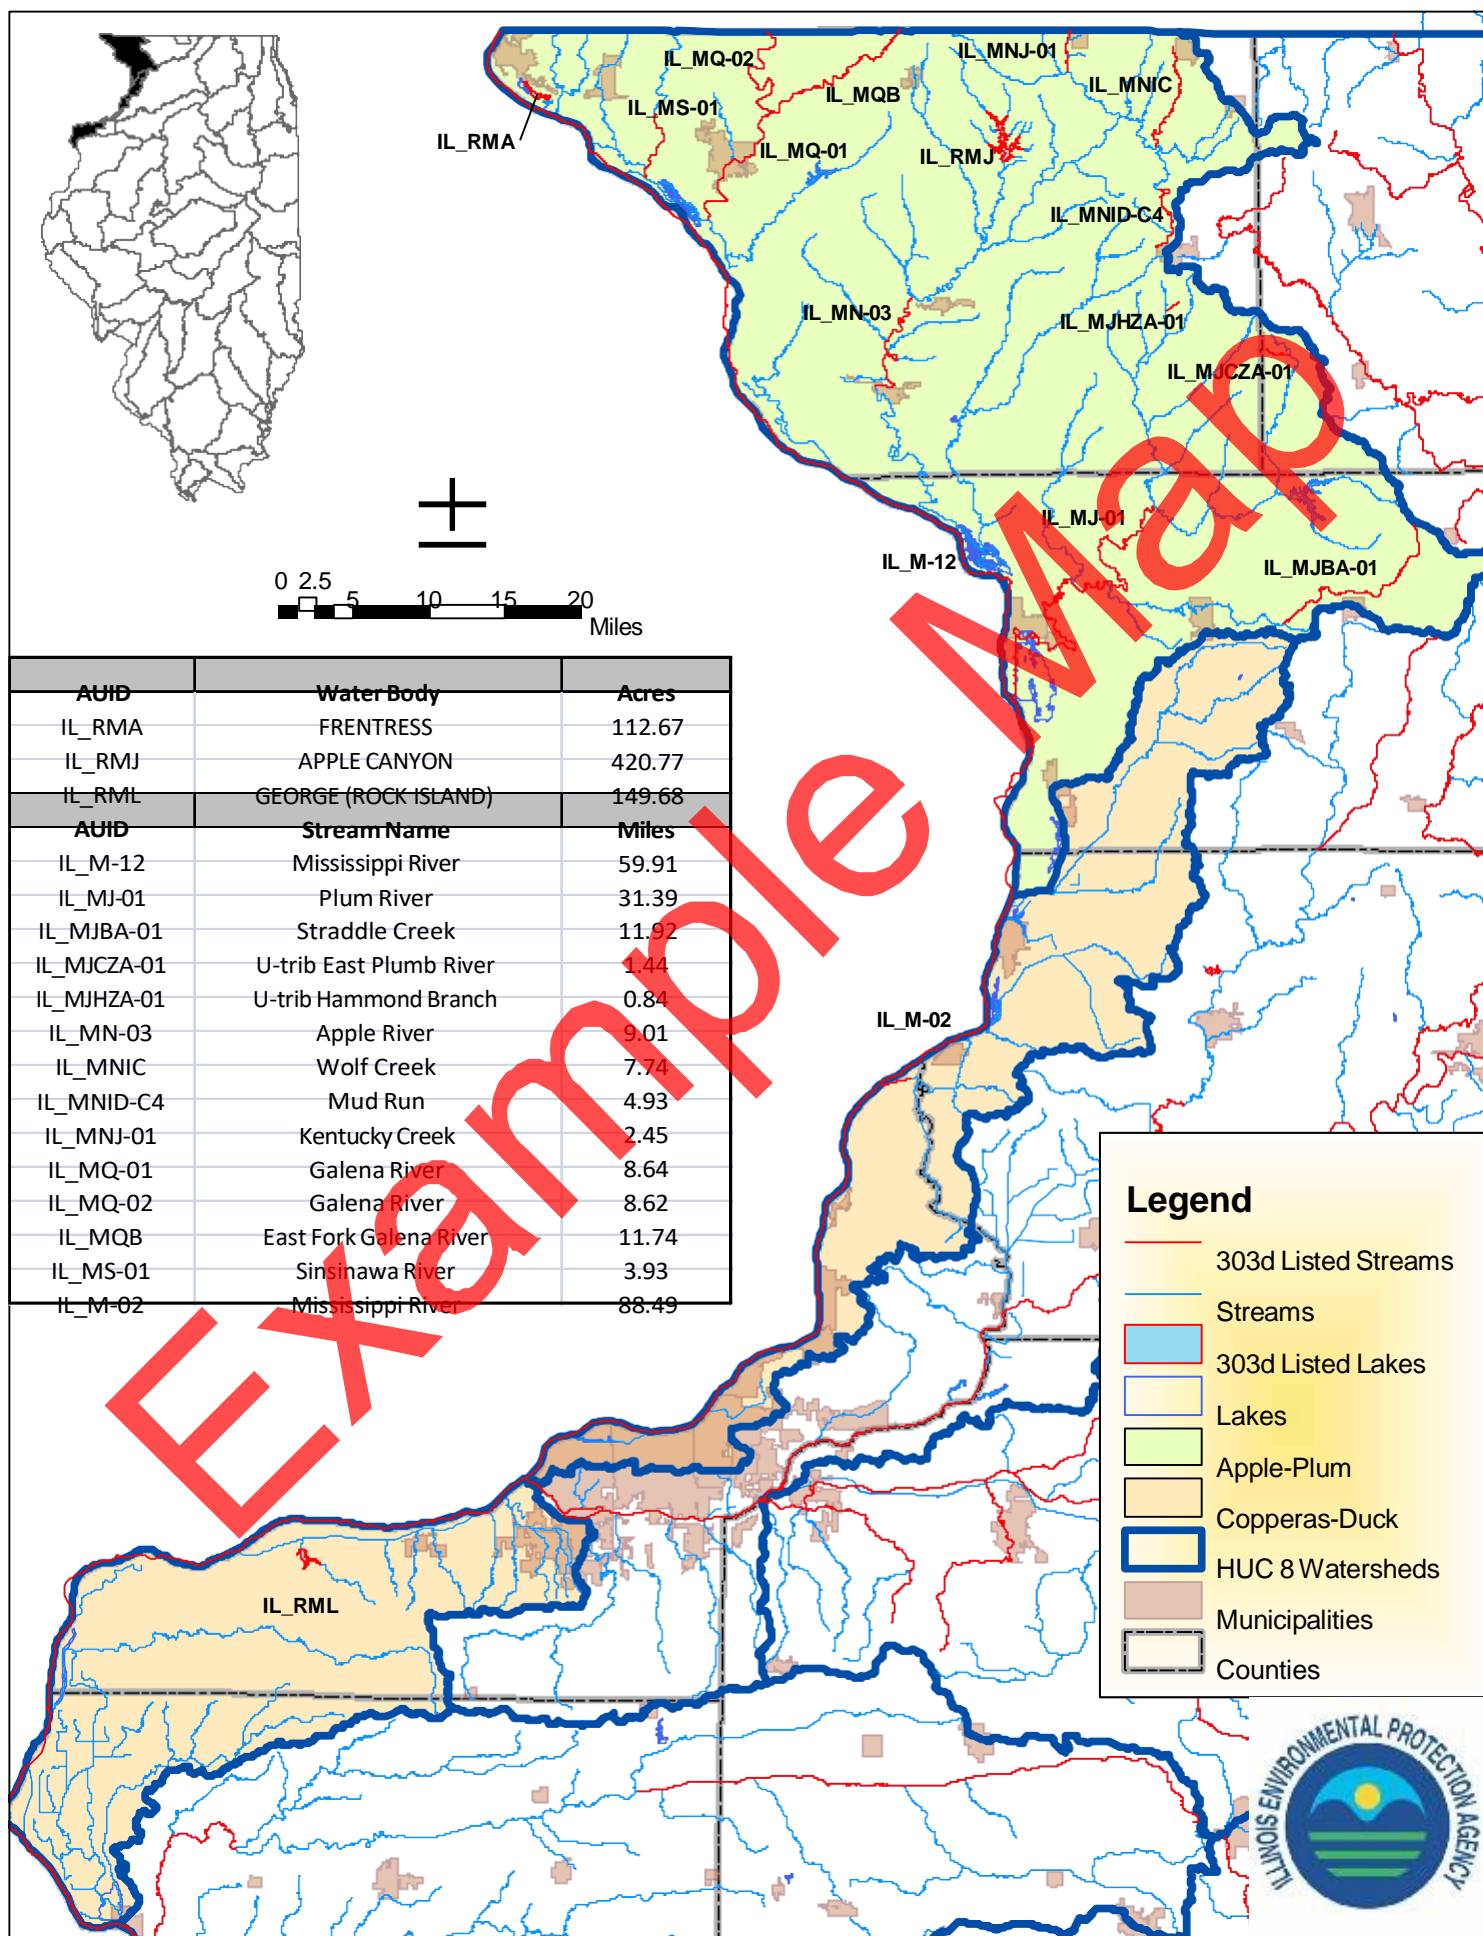 IL_MQ-02
IL_MNJ-01
IL_MNIC
IL_MQB
IL_MS-01
IL_RMA
IL_MQ-01
IL_RMJ
IL_MNID-C4
IL_MN-03
IL_MJHZA-01
IL_MJCZA-01
IL_MJ-01
IL_M-12
IL_MJBA-01
0 2.5 5 10 15 20
Miles
AUID Water Body Acres
IL_RMA FRENTRESS 112.67
IL_RMJ APPLE CANYON 420.77
IL_RML GEORGE (ROCK ISLAND) 149.68
AUID Stream Name Miles
IL_M-12 Mississippi River 59.91
IL_MJ-01 Plum River 31.39
IL_MJBA-01 Straddle Creek 11.92
IL_MJCZA-01 U-trib East Plumb River 1.44
IL_MJHZA-01 U-trib Hammond Branch 0.84
IL_MN-03 Apple River 9.01
IL_MNIC Wolf Creek 7.74
IL_MNID-C4 Mud Run 4.93
IL_MNJ-01 Kentucky Creek 2.45
IL_MQ-01 Galena River 8.64
IL_MQ-02 Galena River 8.62
IL_MQB East Fork Galena River 11.74
IL_MS-01 Sinsinawa River 3.93
IL_M-02 Mississippi River 88.49
IL_M-02
Example Map
Legend
303d Listed Streams
Streams
303d Listed Lakes
Lakes
Apple-Plum
Copperas-Duck
HUC 8 Watersheds
Municipalities
Counties
IL_RML
ILLINOIS ENVIRONMENTAL PROTECTION AGENCY